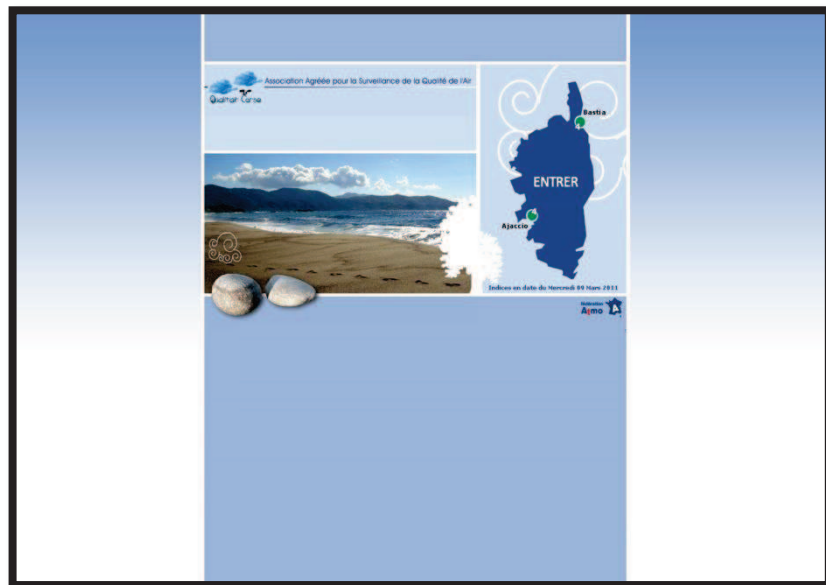 Association Agréée pour la Surveillance de la Qualité de l'Air
Qualitair Corse
Bastia
ENTRER
Ajaccio
Indices en date du Mercredi 09 Mars 2011
Fédération
Atmo